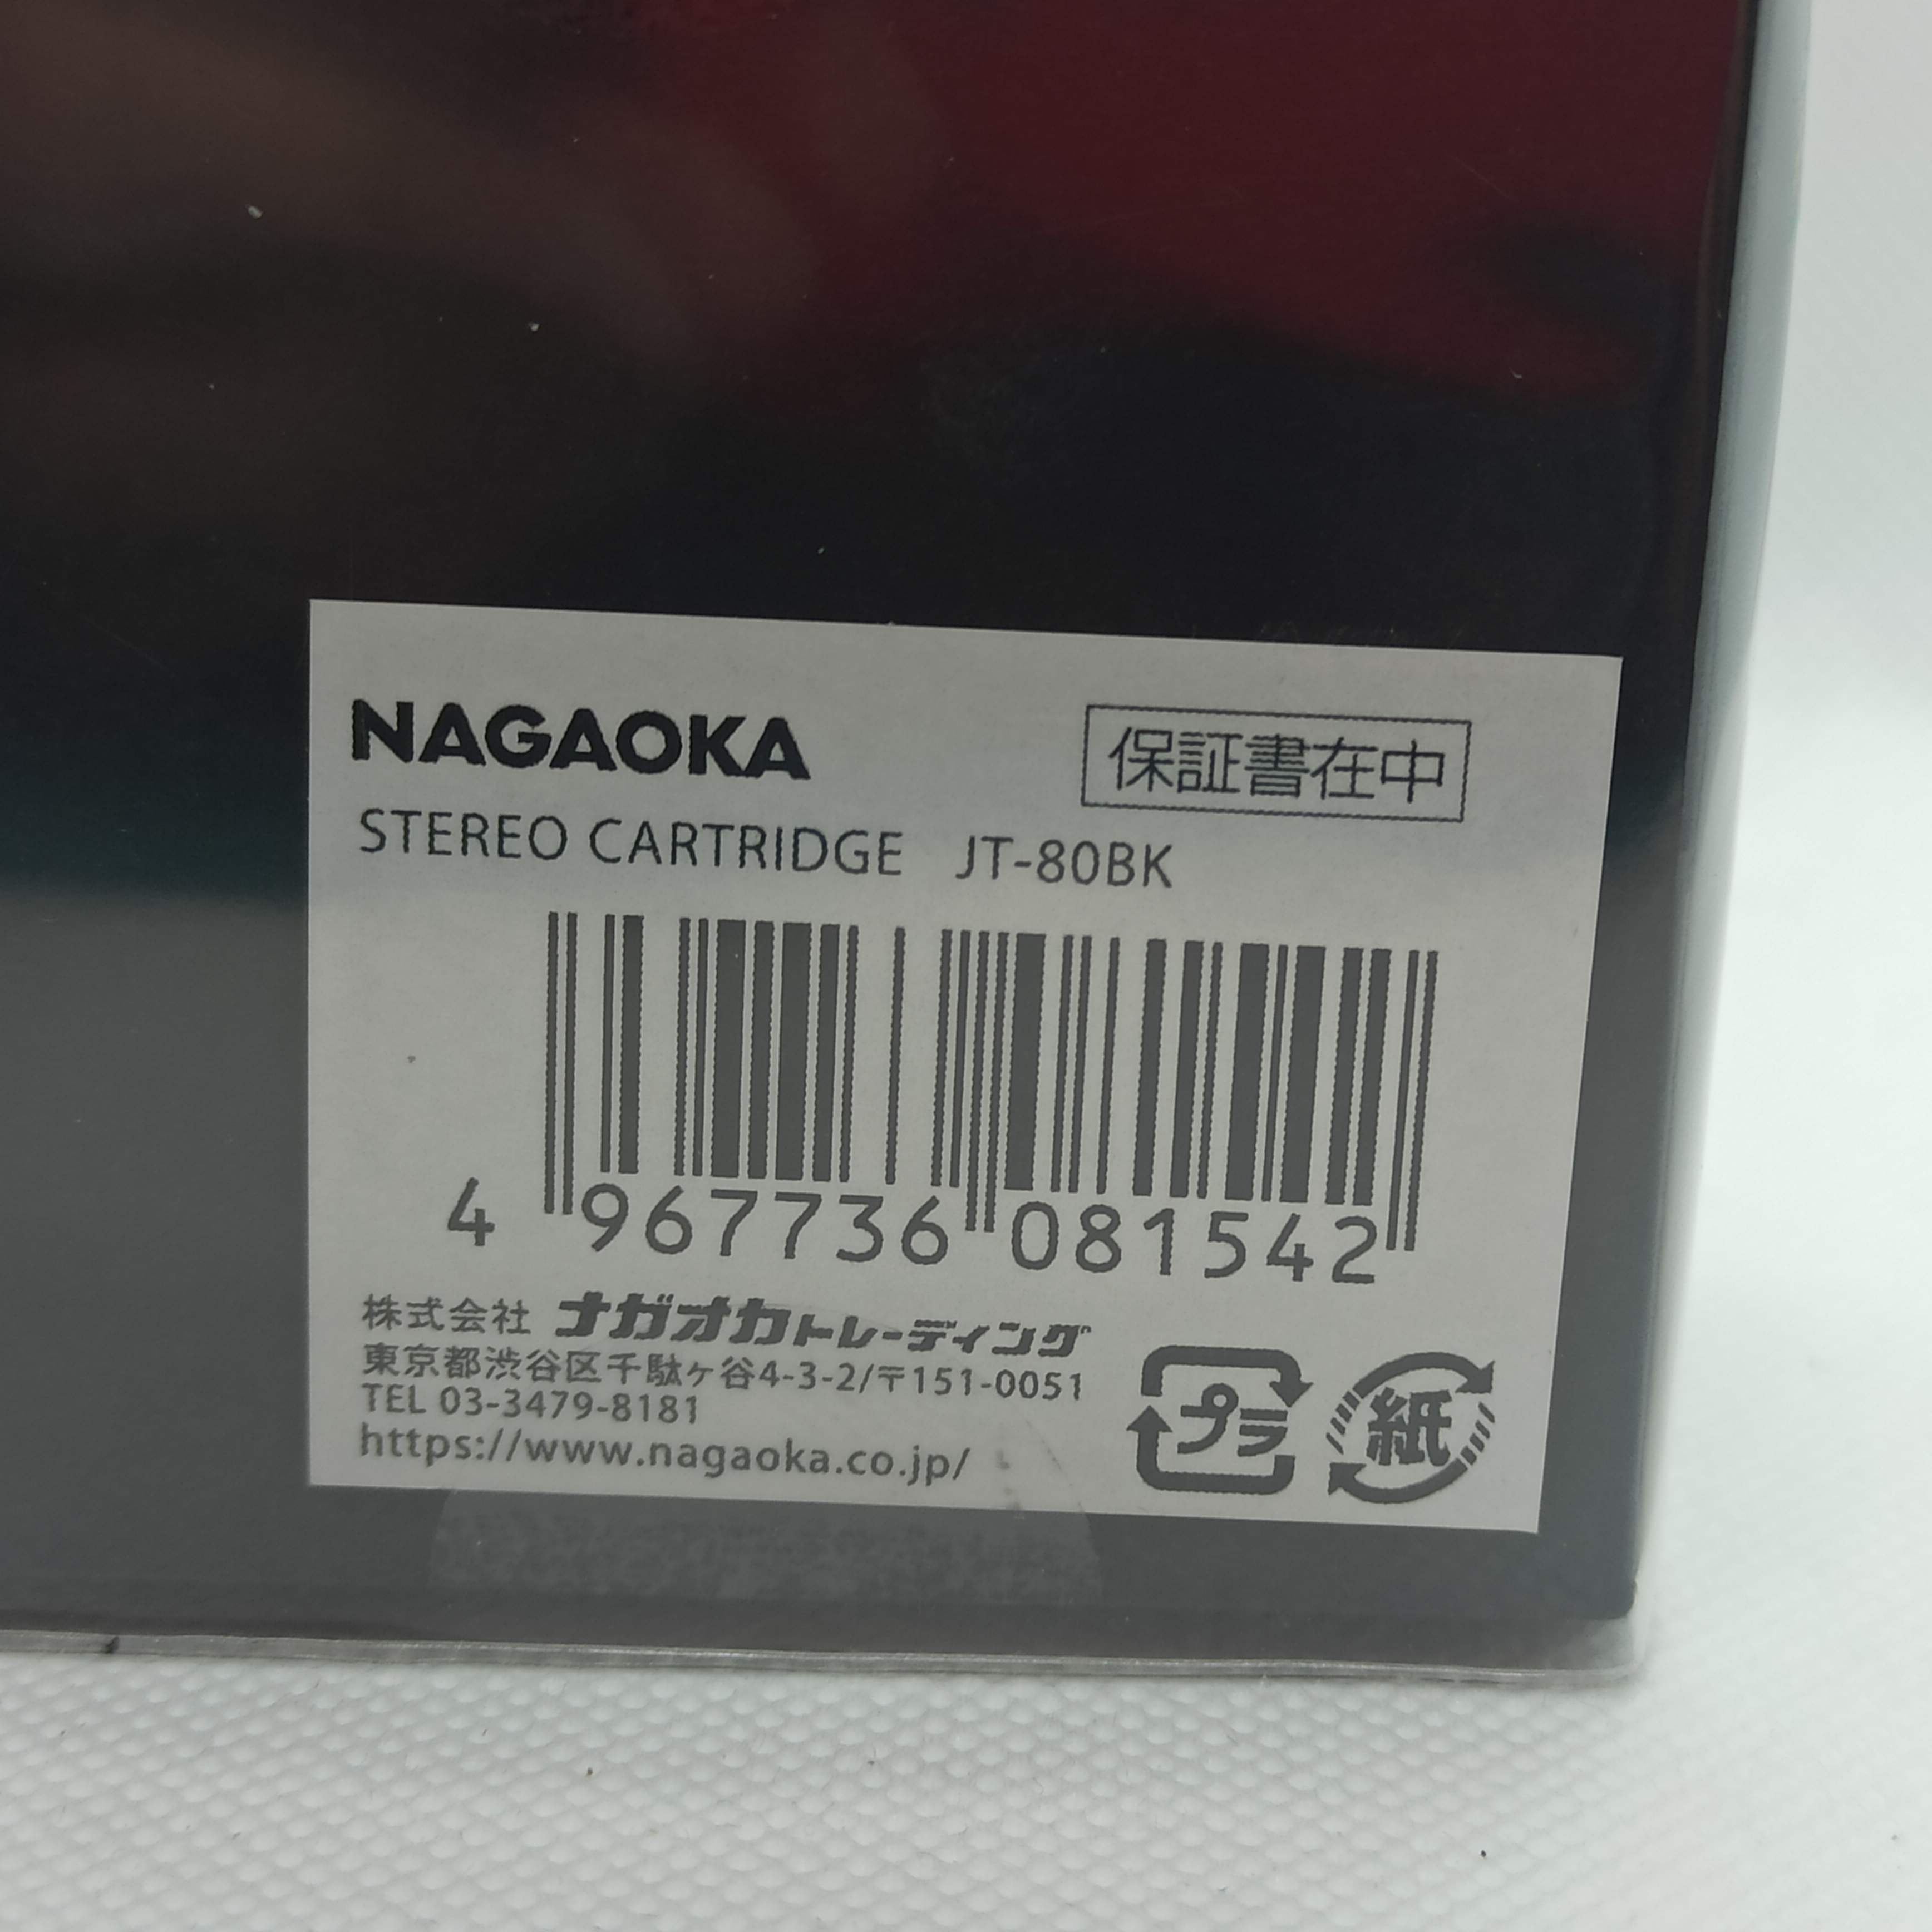 NAGAOKA
保証書在中
STEREO CARTRIDGE JT-80BK
4 967736 081542
株式会社 ナガオカトレーディング
東京都渋谷区千駄ヶ谷4-3-2/〒151-0051
TEL 03-3479-8181
https://www.nagaoka.co.jp/
プラ
紙